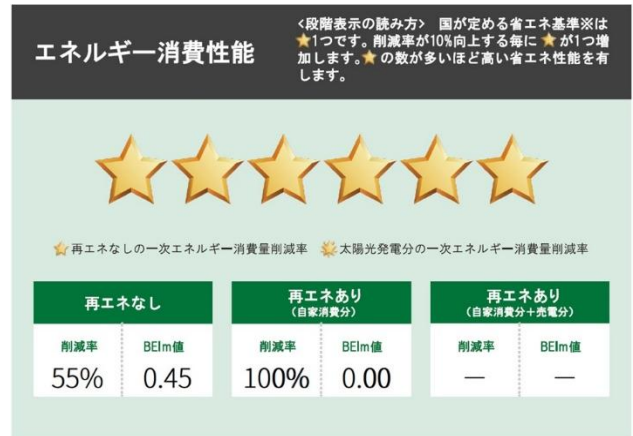 エネルギー消費性能
<段階表示の読み方> 国が定める省エネ基準※は
★1つです。削減率が10%向上する毎に★が1つ増
加します。★の数が多いほど高い省エネ性能を有
します。
再エネなしの一次エネルギー消費量削減率 太陽光発電分の一次エネルギー消費量削減率
再エネなし
削減率 BEIm値
55% 0.45
再エネあり
(自家消費分)
削減率 BEIm値
100% 0.00
再エネあり
(自家消費分+売電分)
削減率 BEIm値
— —